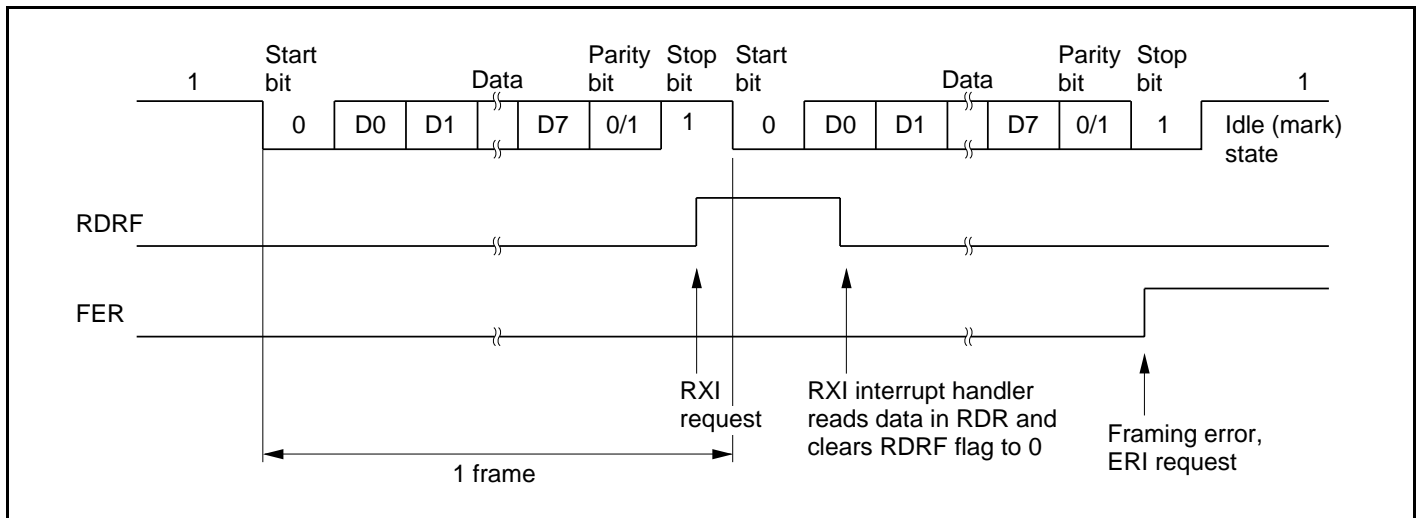 Start bit
Data
Parity bit
Stop bit
Start bit
Data
Parity bit
Stop bit
1
1
0
D0
D1
D7
0/1
1
0
D0
D1
D7
0/1
1
Idle (mark)
state
RDRF
FER
RXI
request
RXI interrupt handler
reads data in RDR and
clears RDRF flag to 0
Framing error,
ERI request
1 frame